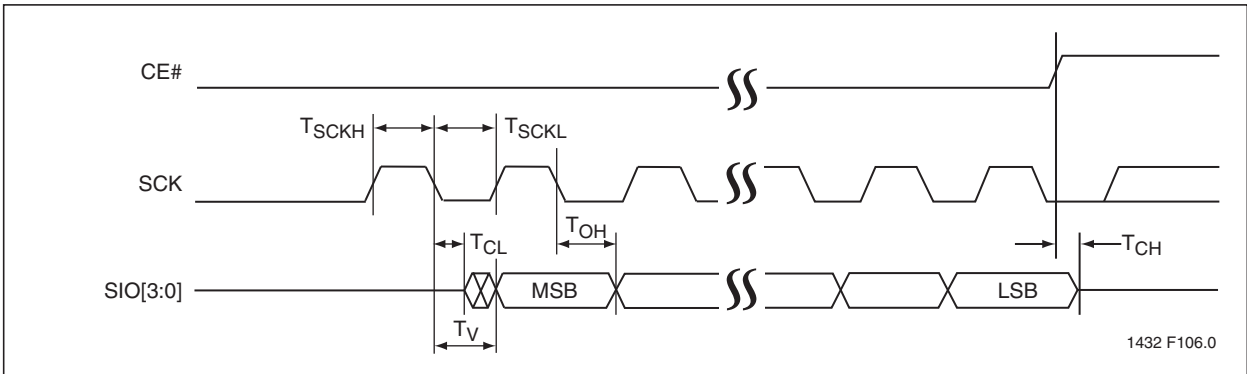 CE#
TSCKH
TSCKL
SCK
TOH
TCL
TCH
SIO[3:0]
MSB
LSB
TV
1432 F106.0